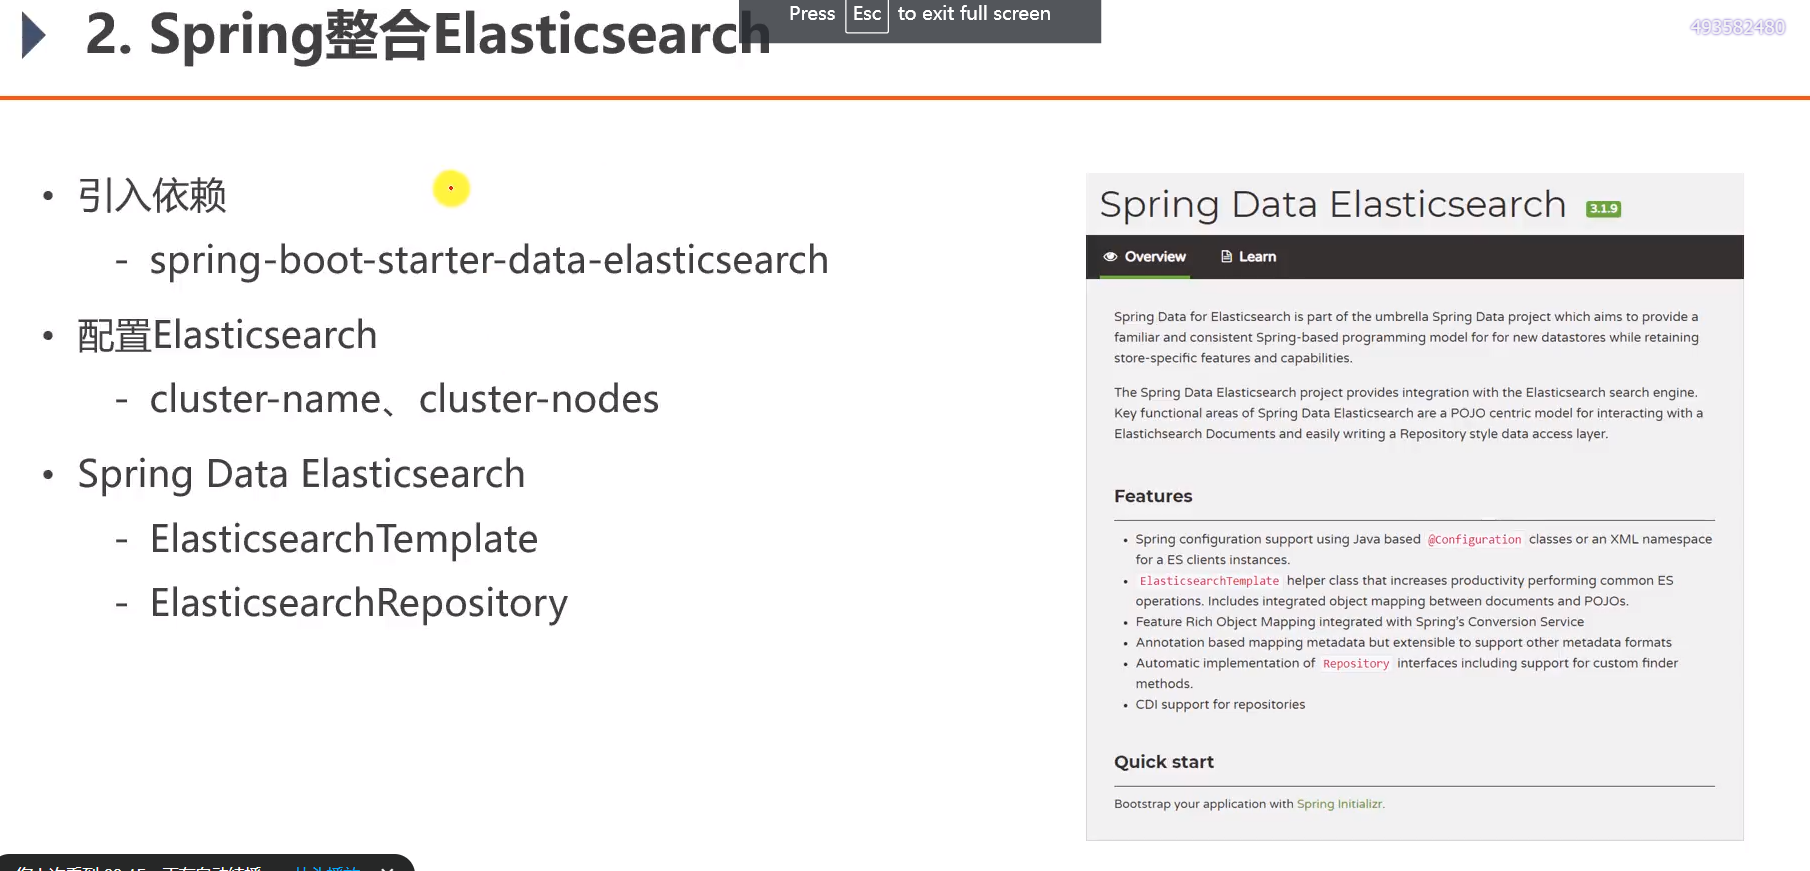 2. Spring整合Elasticsearch
Press Esc to exit full screen
493582480
• 引入依赖
- spring-boot-starter-data-elasticsearch
• 配置Elasticsearch
- cluster-name、cluster-nodes
• Spring Data Elasticsearch
- ElasticsearchTemplate
- ElasticsearchRepository
Spring Data Elasticsearch 3.1.9
Overview Learn
Spring Data for Elasticsearch is part of the umbrella Spring Data project which aims to provide a
familiar and consistent Spring-based programming model for for new datastores while retaining
store-specific features and capabilities.
The Spring Data Elasticsearch project provides integration with the Elasticsearch search engine.
Key functional areas of Spring Data Elasticsearch are a POJO centric model for interacting with a
Elastichsearch Documents and easily writing a Repository style data access layer.
Features
• Spring configuration support using Java based @Configuration classes or an XML namespace
for a ES clients instances.
• ElasticsearchTemplate helper class that increases productivity performing common ES
operations. Includes integrated object mapping between documents and POJOs.
• Feature Rich Object Mapping integrated with Spring's Conversion Service
• Annotation based mapping metadata but extensible to support other metadata formats
• Automatic implementation of Repository interfaces including support for custom finder
methods.
• CDI support for repositories
Quick start
Bootstrap your application with Spring Initializr.